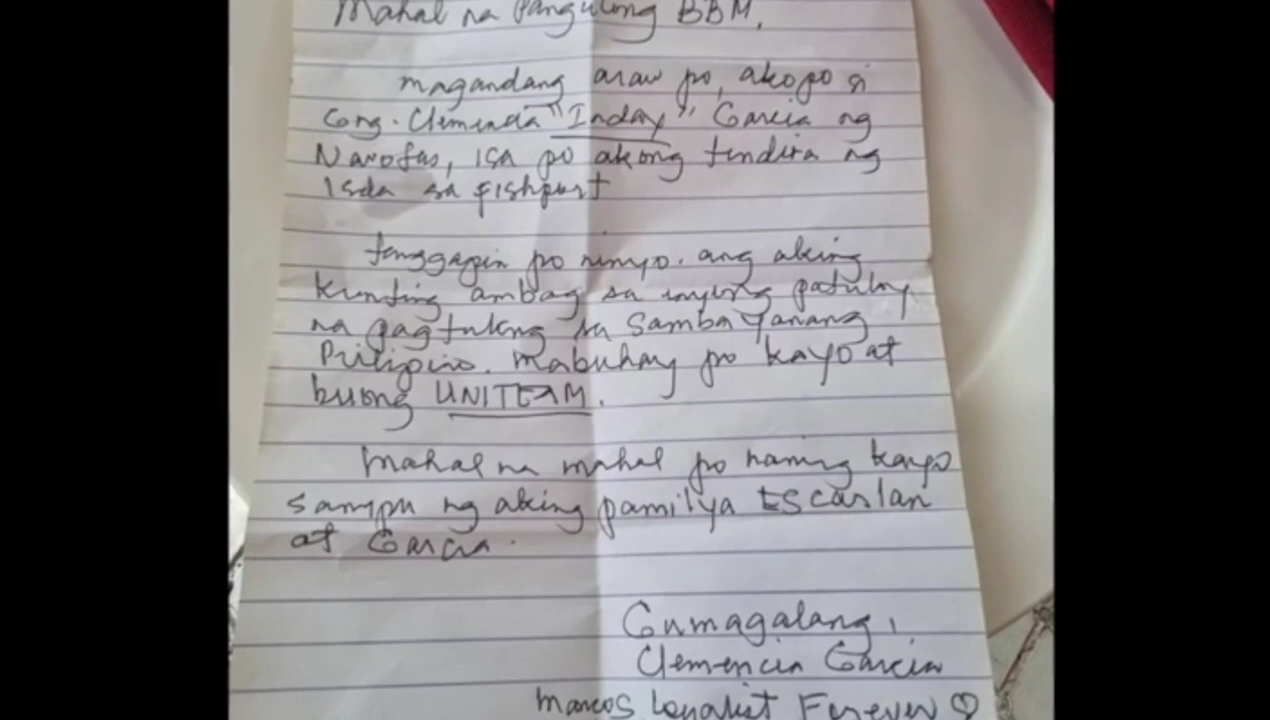 Mahal na Pangulong BBM,
magandang araw po, ako po si
Cong. Clemencia "Inday" Garcia ng
Navotas, isa po akong tindira ng
Isda sa fishport
tanggapin po ninyo. ang aking
kunting ambag sa inyong patuloy
na pagtulong sa Sambayanang
Pilipino. Mabuhay po kayo at
buong UNITEAM.
Mahal na mahal po namin kayo
sampu ng aking pamilya Escarlan
at Garcia.
Gumagalang,
Clemencia Garcia
Marcos Loyalist Forever ♡